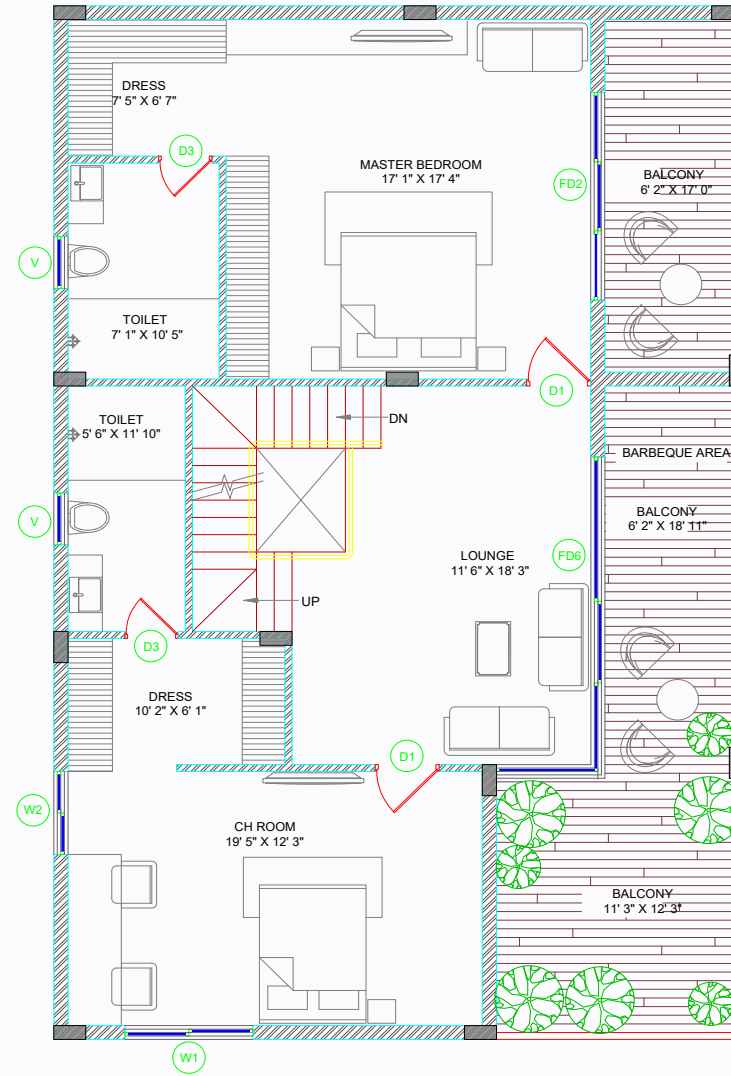 DRESS
7' 5" X 6' 7"
D3
MASTER BEDROOM
17' 1" X 17' 4"
FD2
BALCONY
6' 2" X 17' 0"
V
TOILET
7' 1" X 10' 5"
D1
TOILET
5' 6" X 11' 10"
DN
BARBEQUE AREA
V
BALCONY
6' 2" X 18' 11"
LOUNGE
11' 6" X 18' 3"
FD6
UP
D3
DRESS
10' 2" X 6' 1"
D1
W2
CH ROOM
19' 5" X 12' 3"
BALCONY
11' 3" X 12' 3"
W1